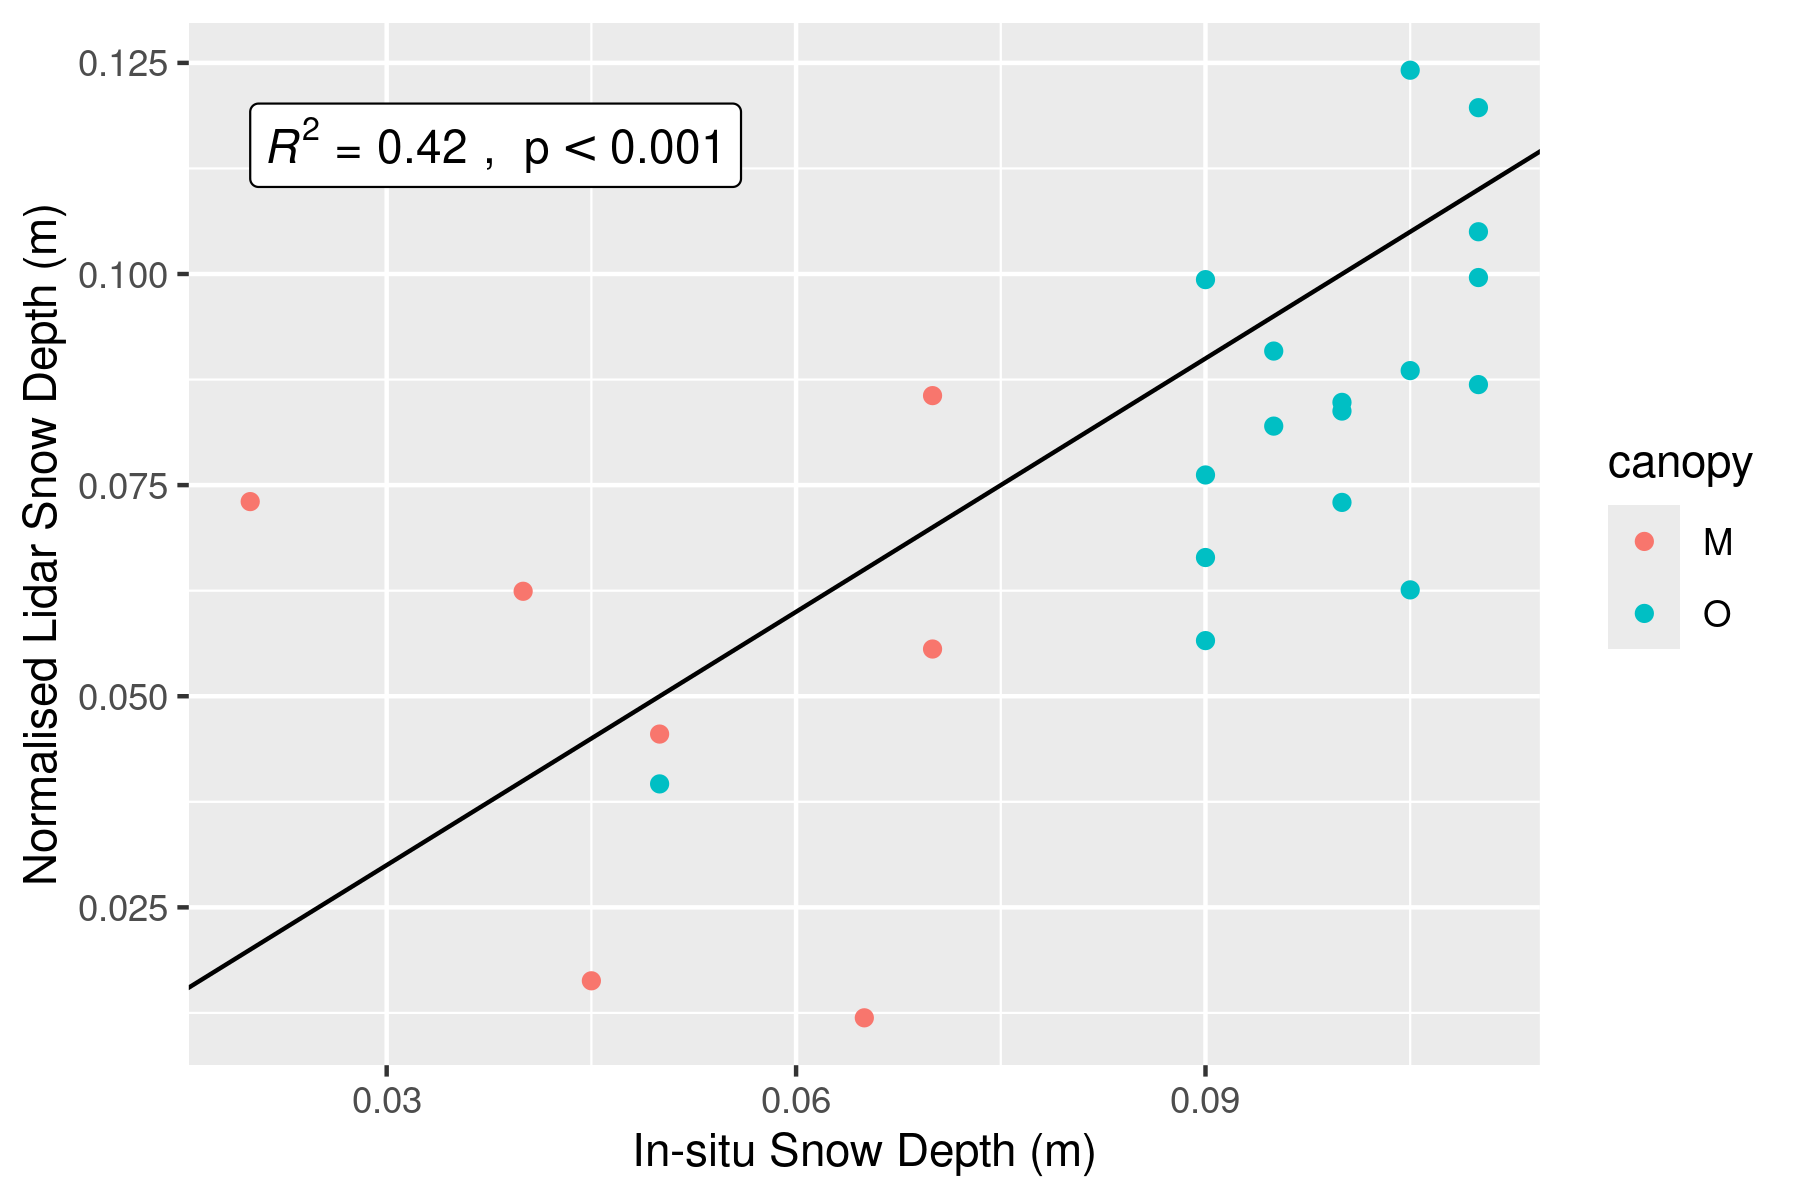 0.125
0.100
0.075
0.050
0.025
Normalised Lidar Snow Depth (m)
R² = 0.42 , p < 0.001
0.03 0.06 0.09
In-situ Snow Depth (m)
canopy
M
O